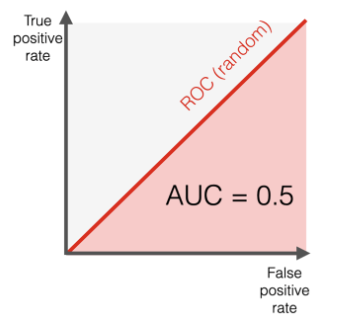 True
positive
rate
ROC (random)
AUC = 0.5
False
positive
rate